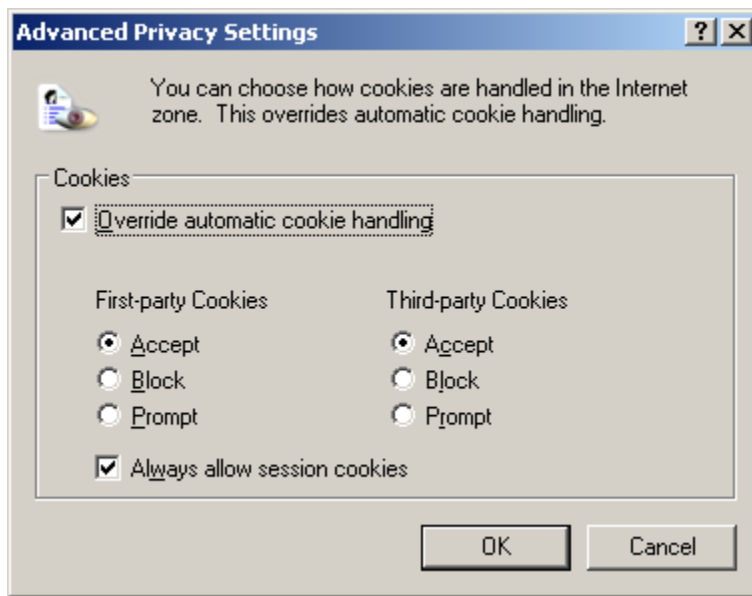 Advanced Privacy Settings
You can choose how cookies are handled in the Internet
zone.  This overrides automatic cookie handling.
Cookies
Override automatic cookie handling
First-party Cookies
Third-party Cookies
Accept
Accept
Block
Block
Prompt
Prompt
Always allow session cookies
OK
Cancel